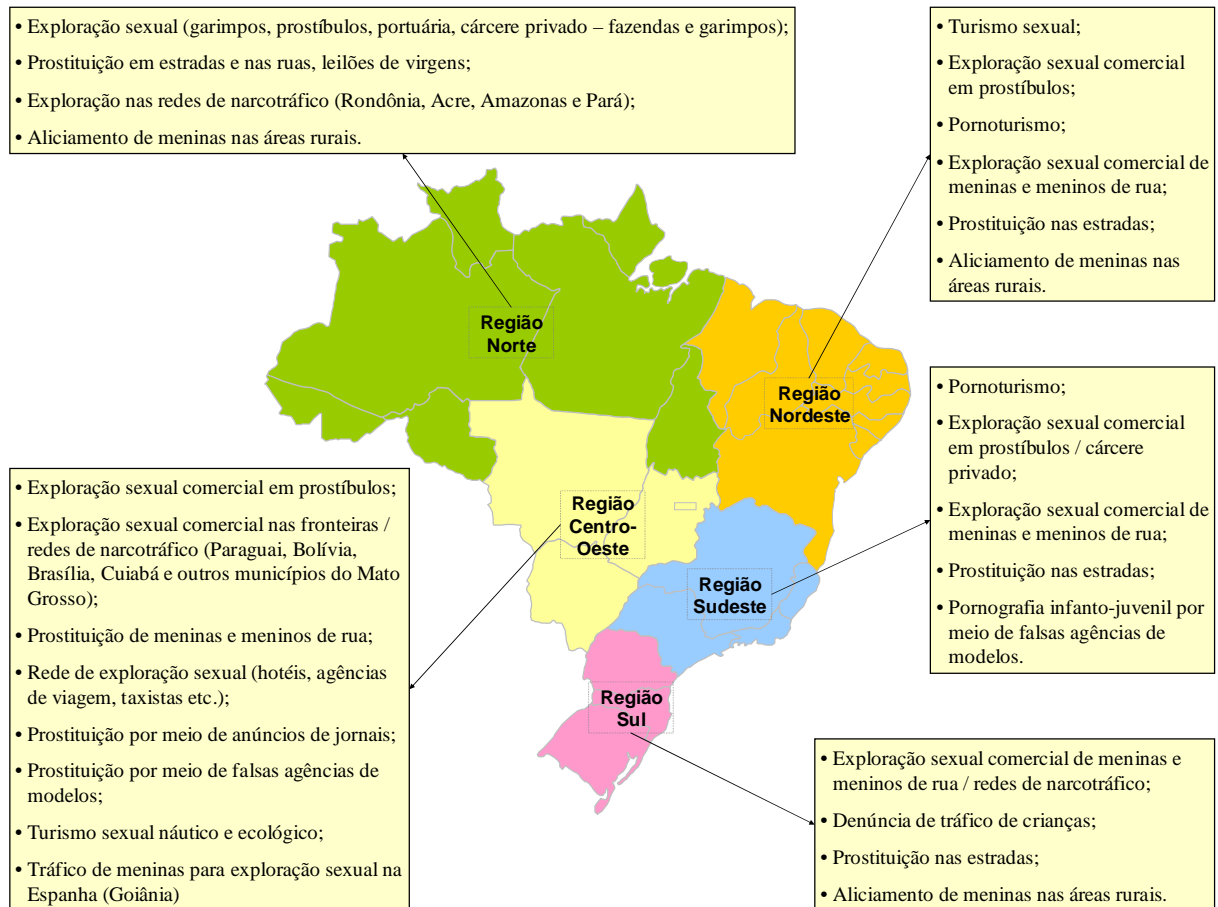 • Exploração sexual (garimpos, prostíbulos, portuária, cárcere privado – fazendas e garimpos);
• Prostituição em estradas e nas ruas, leilões de virgens;
• Exploração nas redes de narcotráfico (Rondônia, Acre, Amazonas e Pará);
• Aliciamento de meninas nas áreas rurais.
• Turismo sexual;
• Exploração sexual comercial
em prostíbulos;
• Pornoturismo;
• Exploração sexual comercial de
meninas e meninos de rua;
• Prostituição nas estradas;
• Aliciamento de meninas nas
áreas rurais.
Região
Norte
Região
Nordeste
Região
Centro-
Oeste
Região
Sudeste
Região
Sul
• Pornoturismo;
• Exploração sexual comercial
em prostíbulos / cárcere
privado;
• Exploração sexual comercial de
meninas e meninos de rua;
• Prostituição nas estradas;
• Pornografia infanto-juvenil por
meio de falsas agências de
modelos.
• Exploração sexual comercial em prostíbulos;
• Exploração sexual comercial nas fronteiras /
redes de narcotráfico (Paraguai, Bolívia,
Brasília, Cuiabá e outros municípios do Mato
Grosso);
• Prostituição de meninas e meninos de rua;
• Rede de exploração sexual (hotéis, agências
de viagem, taxistas etc.);
• Prostituição por meio de anúncios de jornais;
• Prostituição por meio de falsas agências de
modelos;
• Turismo sexual náutico e ecológico;
• Tráfico de meninas para exploração sexual na
Espanha (Goiânia)
• Exploração sexual comercial de meninas e
meninos de rua / redes de narcotráfico;
• Denúncia de tráfico de crianças;
• Prostituição nas estradas;
• Aliciamento de meninas nas áreas rurais.